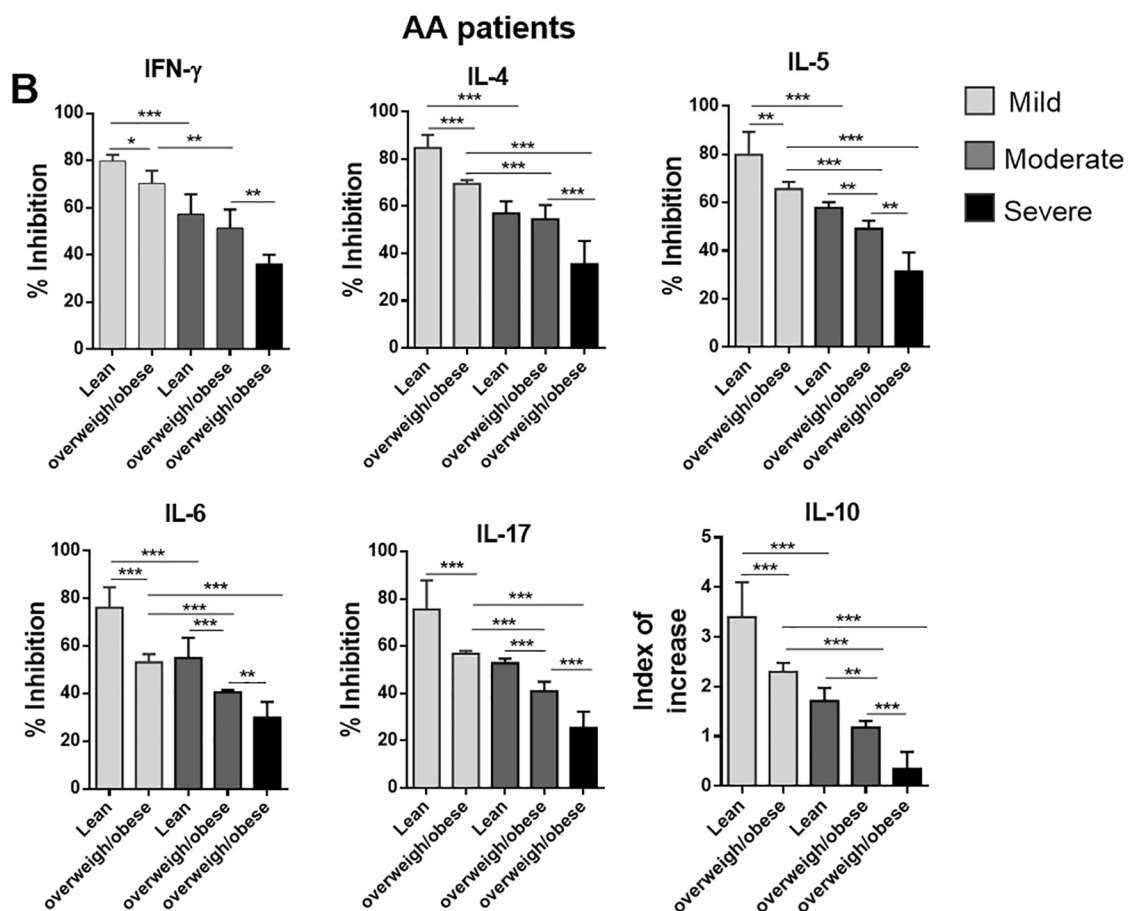 AA patients
B
IFN-γ
% Inhibition
100
80
60
40
20
0
***
*
**
**
Lean
overweigh/obese
Lean
overweigh/obese
overweigh/obese
IL-4
% Inhibition
100
80
60
40
20
0
***
***
***
***
***
Lean
overweigh/obese
Lean
overweigh/obese
overweigh/obese
IL-5
% Inhibition
100
80
60
40
20
0
***
**
***
***
**
**
Lean
overweigh/obese
Lean
overweigh/obese
overweigh/obese
Mild
Moderate
Severe
IL-6
% Inhibition
100
80
60
40
20
0
***
***
***
***
***
**
Lean
overweigh/obese
Lean
overweigh/obese
overweigh/obese
IL-17
% Inhibition
100
80
60
40
20
0
***
***
***
***
***
Lean
overweigh/obese
Lean
overweigh/obese
overweigh/obese
IL-10
Index of
increase
5
4
3
2
1
0
***
***
***
***
**
***
Lean
overweigh/obese
Lean
overweigh/obese
overweigh/obese